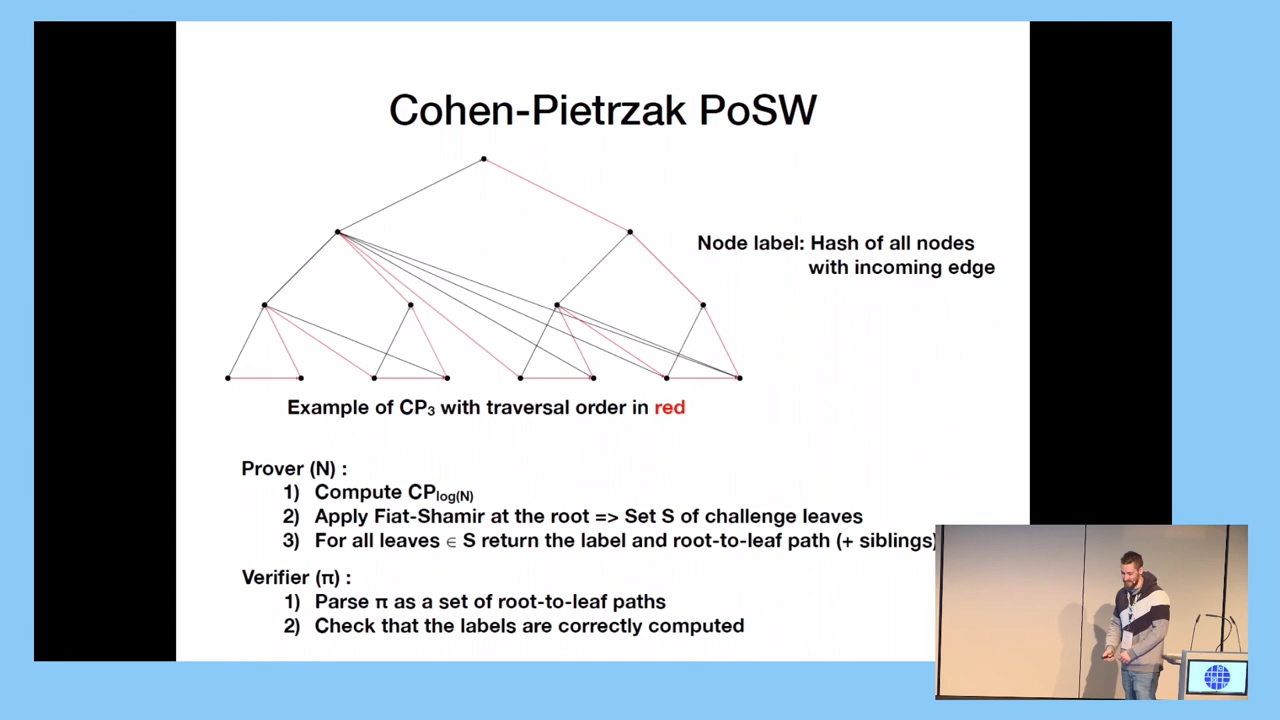 Cohen-Pietrzak PoSW
Node label: Hash of all nodes
with incoming edge
Example of CP₃ with traversal order in red
Prover (N) :
1) Compute CP_log(N)
2) Apply Fiat-Shamir at the root => Set S of challenge leaves
3) For all leaves ∈ S return the label and root-to-leaf path (+ siblings)
Verifier (π) :
1) Parse π as a set of root-to-leaf paths
2) Check that the labels are correctly computed